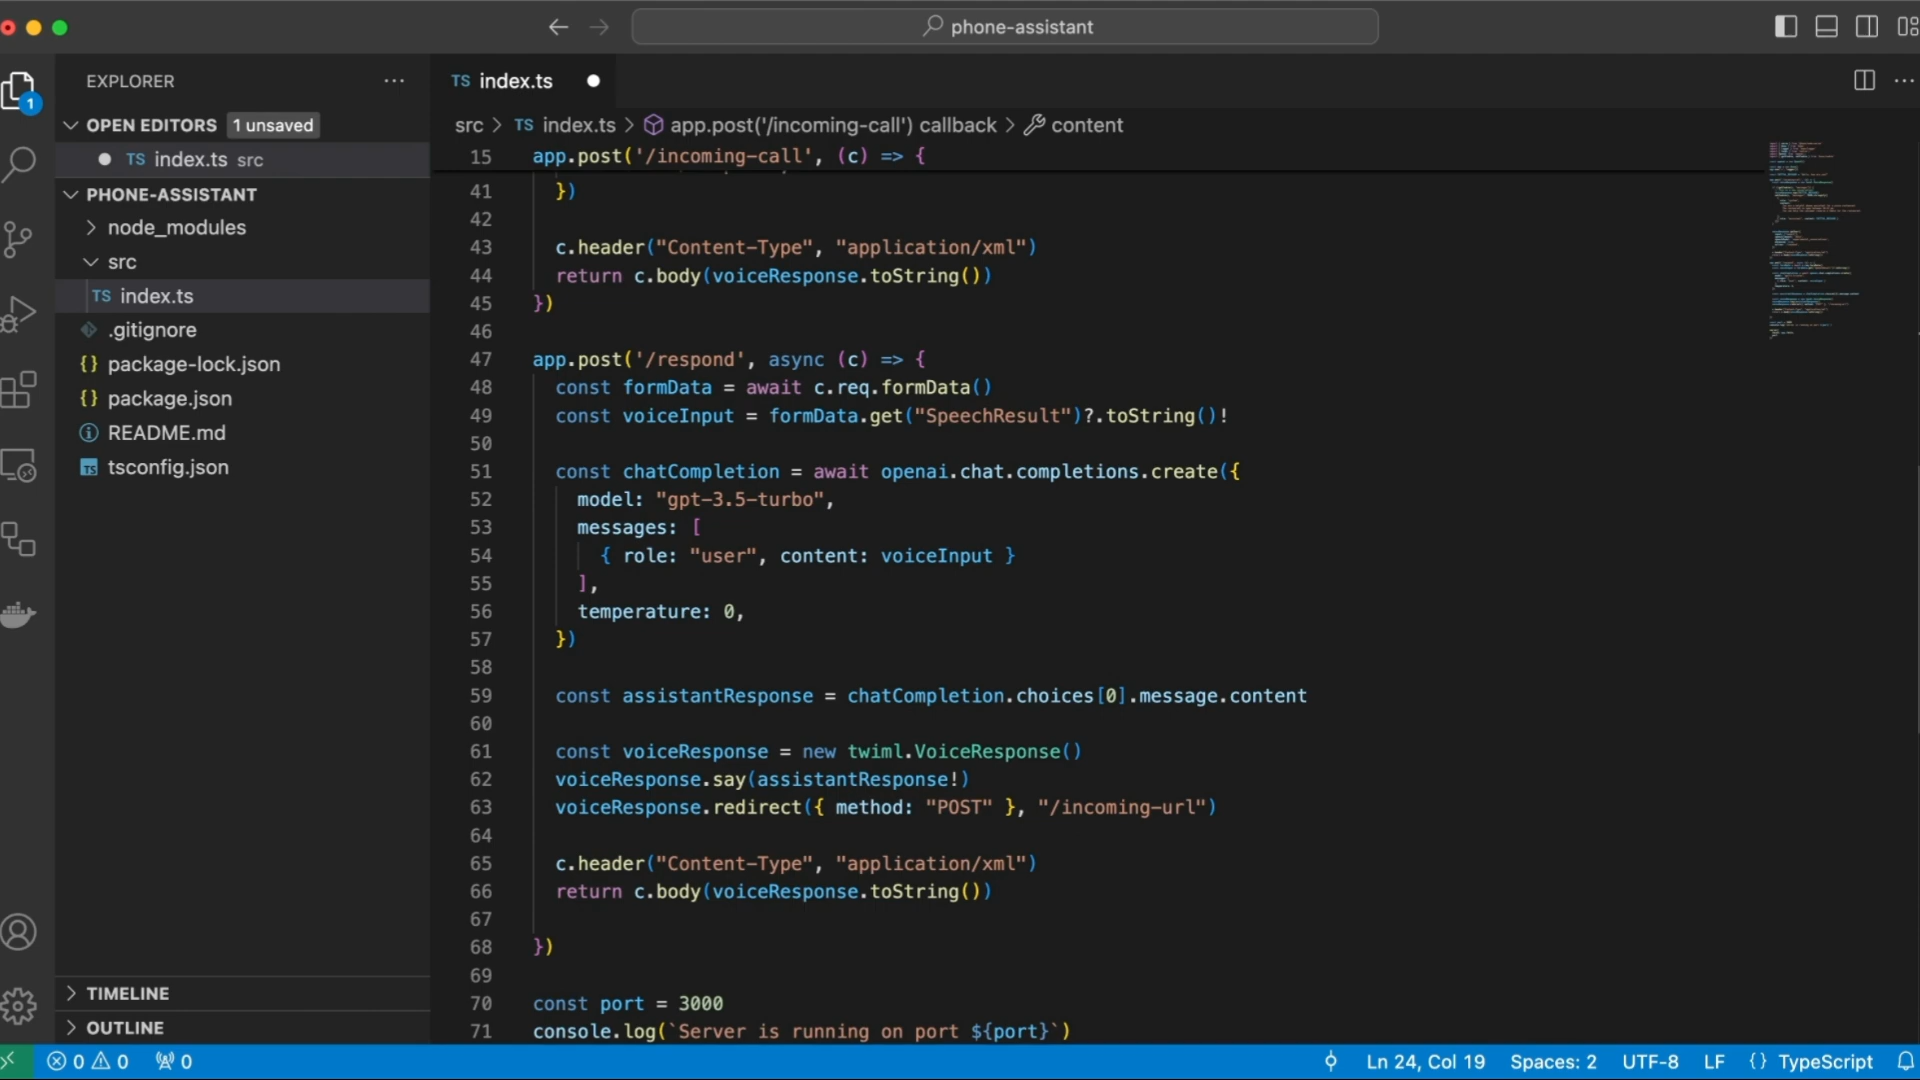 phone-assistant
EXPLORER
OPEN EDITORS 1 unsaved
TS index.ts src
PHONE-ASSISTANT
node_modules
src
TS index.ts
.gitignore
{} package-lock.json
{} package.json
README.md
TS tsconfig.json
TIMELINE
OUTLINE
1
TS index.ts
src > TS index.ts > app.post('/incoming-call') callback > content
15 app.post('/incoming-call', (c) => {
41 })
42
43 c.header("Content-Type", "application/xml")
44 return c.body(voiceResponse.toString())
45 })
46
47 app.post('/respond', async (c) => {
48 const formData = await c.req.formData()
49 const voiceInput = formData.get("SpeechResult")?.toString()!
50
51 const chatCompletion = await openai.chat.completions.create({
52 model: "gpt-3.5-turbo",
53 messages: [
54 { role: "user", content: voiceInput }
55 ],
56 temperature: 0,
57 })
58
59 const assistantResponse = chatCompletion.choices[0].message.content
60
61 const voiceResponse = new twiml.VoiceResponse()
62 voiceResponse.say(assistantResponse!)
63 voiceResponse.redirect({ method: "POST" }, "/incoming-url")
64
65 c.header("Content-Type", "application/xml")
66 return c.body(voiceResponse.toString())
67
68 })
69
70 const port = 3000
71 console.log(`Server is running on port ${port}`)
0 0 0 Ln 24, Col 19 Spaces: 2 UTF-8 LF {} TypeScript